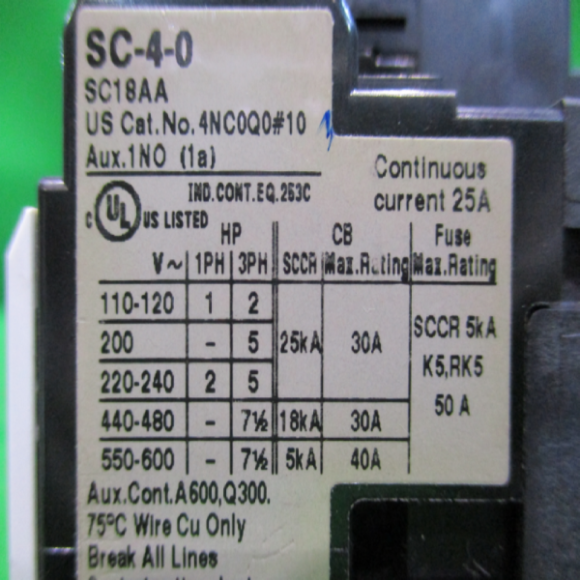 SC-4-0
SC18AA
US Cat.No.4NC0Q0#10
Aux.1NO (1a)
Continuous
current 25A
IND.CONT.EQ.263C
C UL US LISTED
HP CB Fuse
V~ 1PH 3PH SCCR Max.Rating Max.Rating
110-120 1 2
200 - 5 25kA 30A SCCR 5kA
K5,RK5
220-240 2 5
50 A
440-480 - 7½ 18kA 30A
550-600 - 7½ 5kA 40A
Aux.Cont.A600,Q300.
75°C Wire Cu Only
Break All Lines